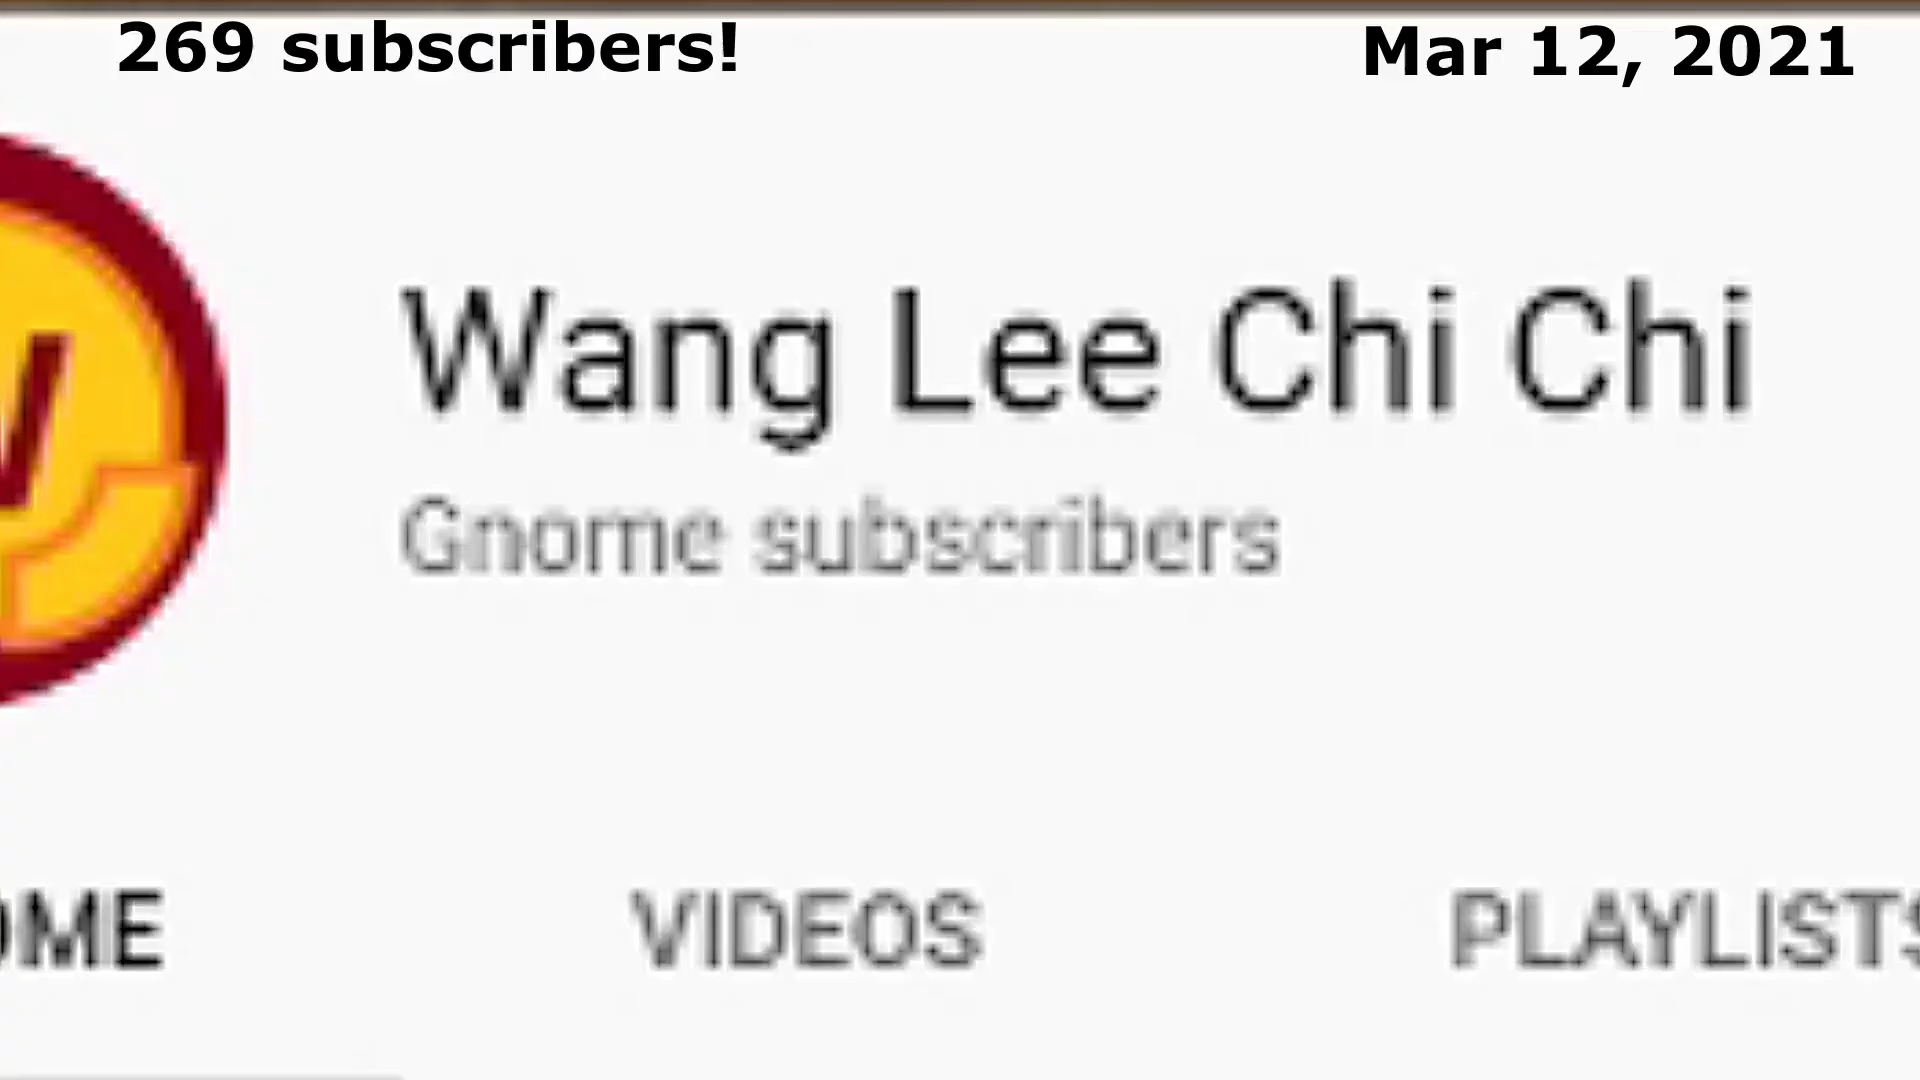 269 subscribers!
Mar 12, 2021
W
Wang Lee Chi Chi
Gnome subscribers
OME
VIDEOS
PLAYLISTS